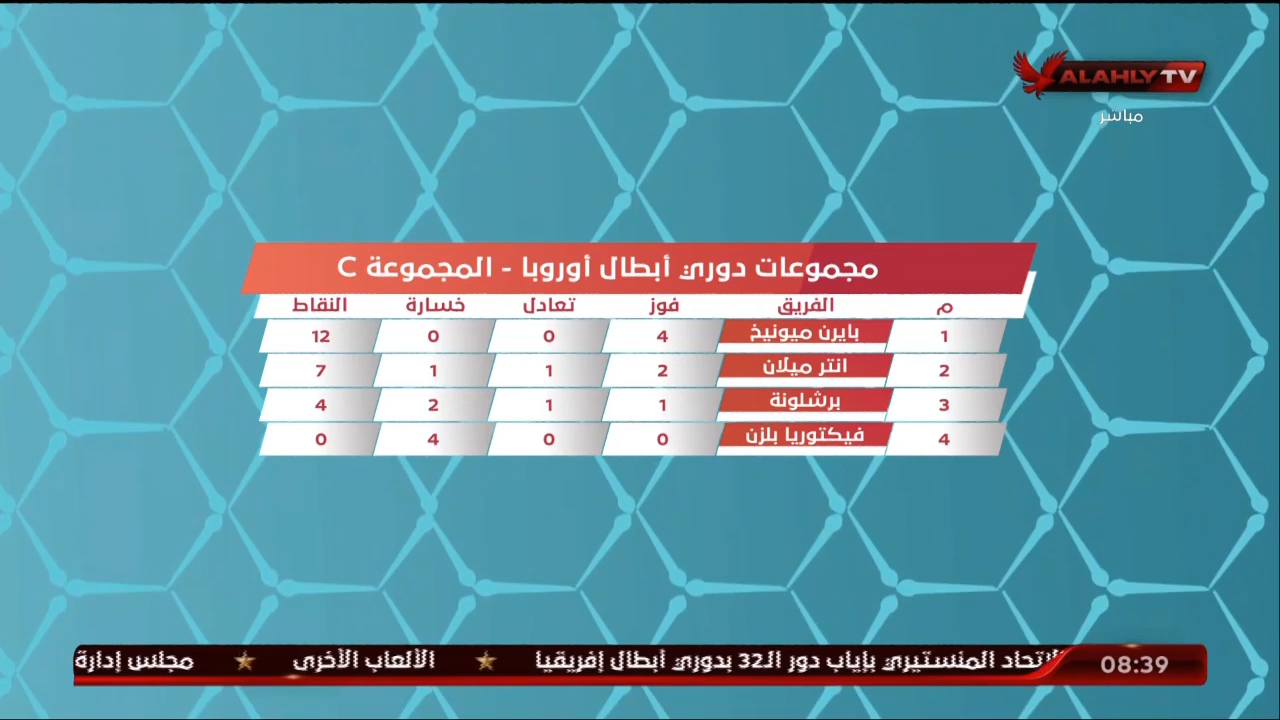 ALAHLY TV
مباشر
مجموعات دوري أبطال أوروبا - المجموعة C
م الفريق فوز تعادل خسارة النقاط
1 بايرن ميونيخ 4 0 0 12
2 انتر ميلان 2 1 1 7
3 برشلونة 1 1 2 4
4 فيكتوريا بلزن 0 0 4 0
08:39 الاتحاد المنستيري بإياب دور الـ32 بدوري أبطال إفريقيا ★ الألعاب الأخرى ★ مجلس إدارة